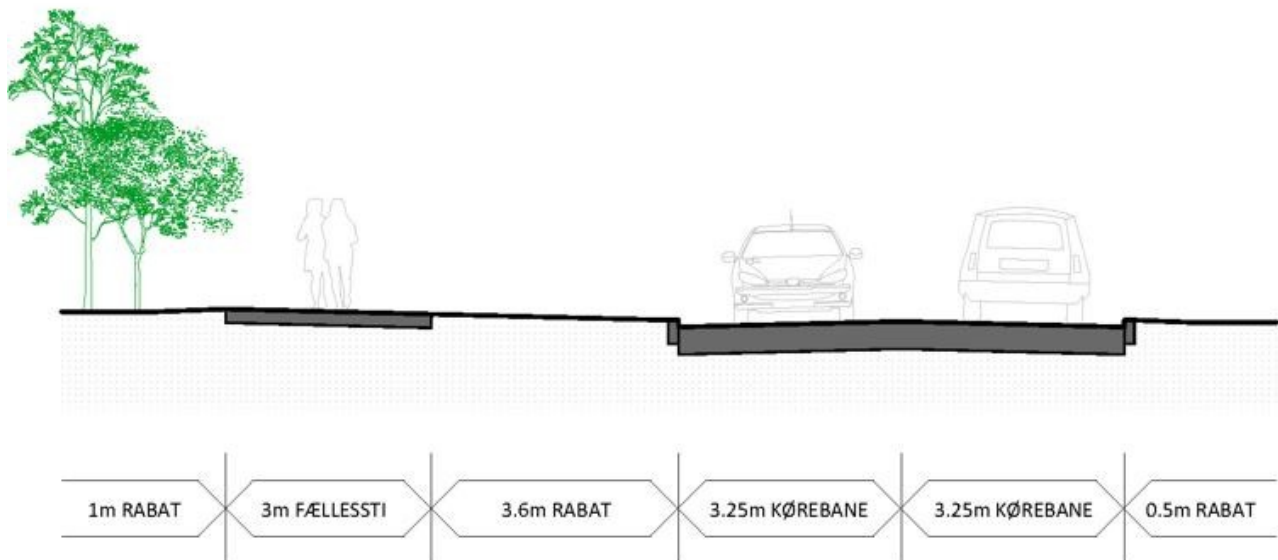 1m RABAT
3m FÆLLESSTI
3.6m RABAT
3.25m KØREBANE
3.25m KØREBANE
0.5m RABAT